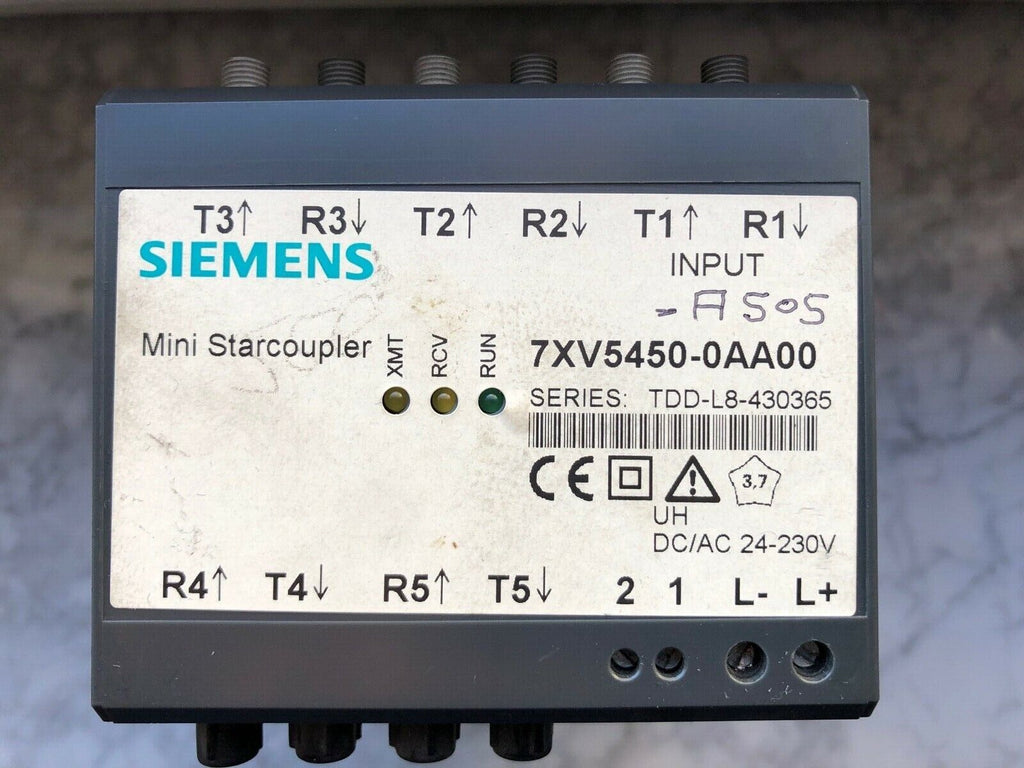 T3↑ R3↓ T2↑ R2↓ T1↑ R1↓
SIEMENS
INPUT
-A505
Mini Starcoupler
XMT
RCV
RUN
7XV5450-0AA00
SERIES: TDD-L8-430365
CE
3,7
UH
DC/AC 24-230V
R4↑ T4↓ R5↑ T5↓ 2 1 L- L+